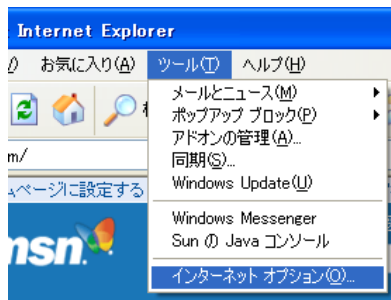 Internet Explorer
お気に入り(A) ツール(T) ヘルプ(H)
メールとニュース(M)
ポップアップ ブロック(P)
アドオンの管理(A)...
m/
同期(S)...
ムページに設定する
Windows Update(U)
Windows Messenger
msn
Sun の Java コンソール
インターネット オプション(O)...